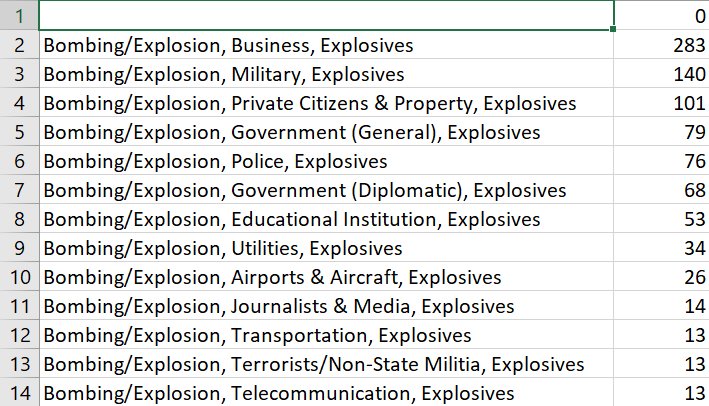 1 0
2 Bombing/Explosion, Business, Explosives 283
3 Bombing/Explosion, Military, Explosives 140
4 Bombing/Explosion, Private Citizens & Property, Explosives 101
5 Bombing/Explosion, Government (General), Explosives 79
6 Bombing/Explosion, Police, Explosives 76
7 Bombing/Explosion, Government (Diplomatic), Explosives 68
8 Bombing/Explosion, Educational Institution, Explosives 53
9 Bombing/Explosion, Utilities, Explosives 34
10 Bombing/Explosion, Airports & Aircraft, Explosives 26
11 Bombing/Explosion, Journalists & Media, Explosives 14
12 Bombing/Explosion, Transportation, Explosives 13
13 Bombing/Explosion, Terrorists/Non-State Militia, Explosives 13
14 Bombing/Explosion, Telecommunication, Explosives 13